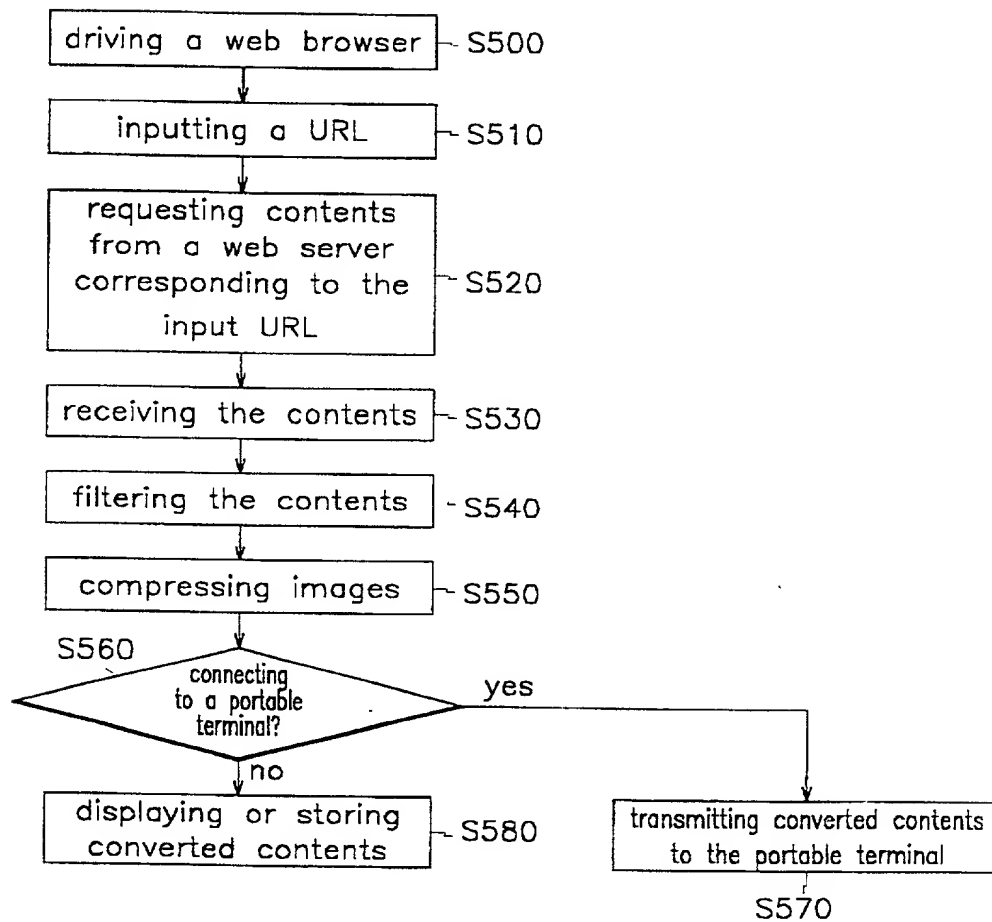 driving a web browser
S500
inputting a URL
S510
requesting contents
from a web server
corresponding to the
input URL
S520
receiving the contents
S530
filtering the contents
S540
compressing images
S550
S560
connecting
to a portable
terminal?
yes
no
displaying or storing
converted contents
S580
transmitting converted contents
to the portable terminal
S570